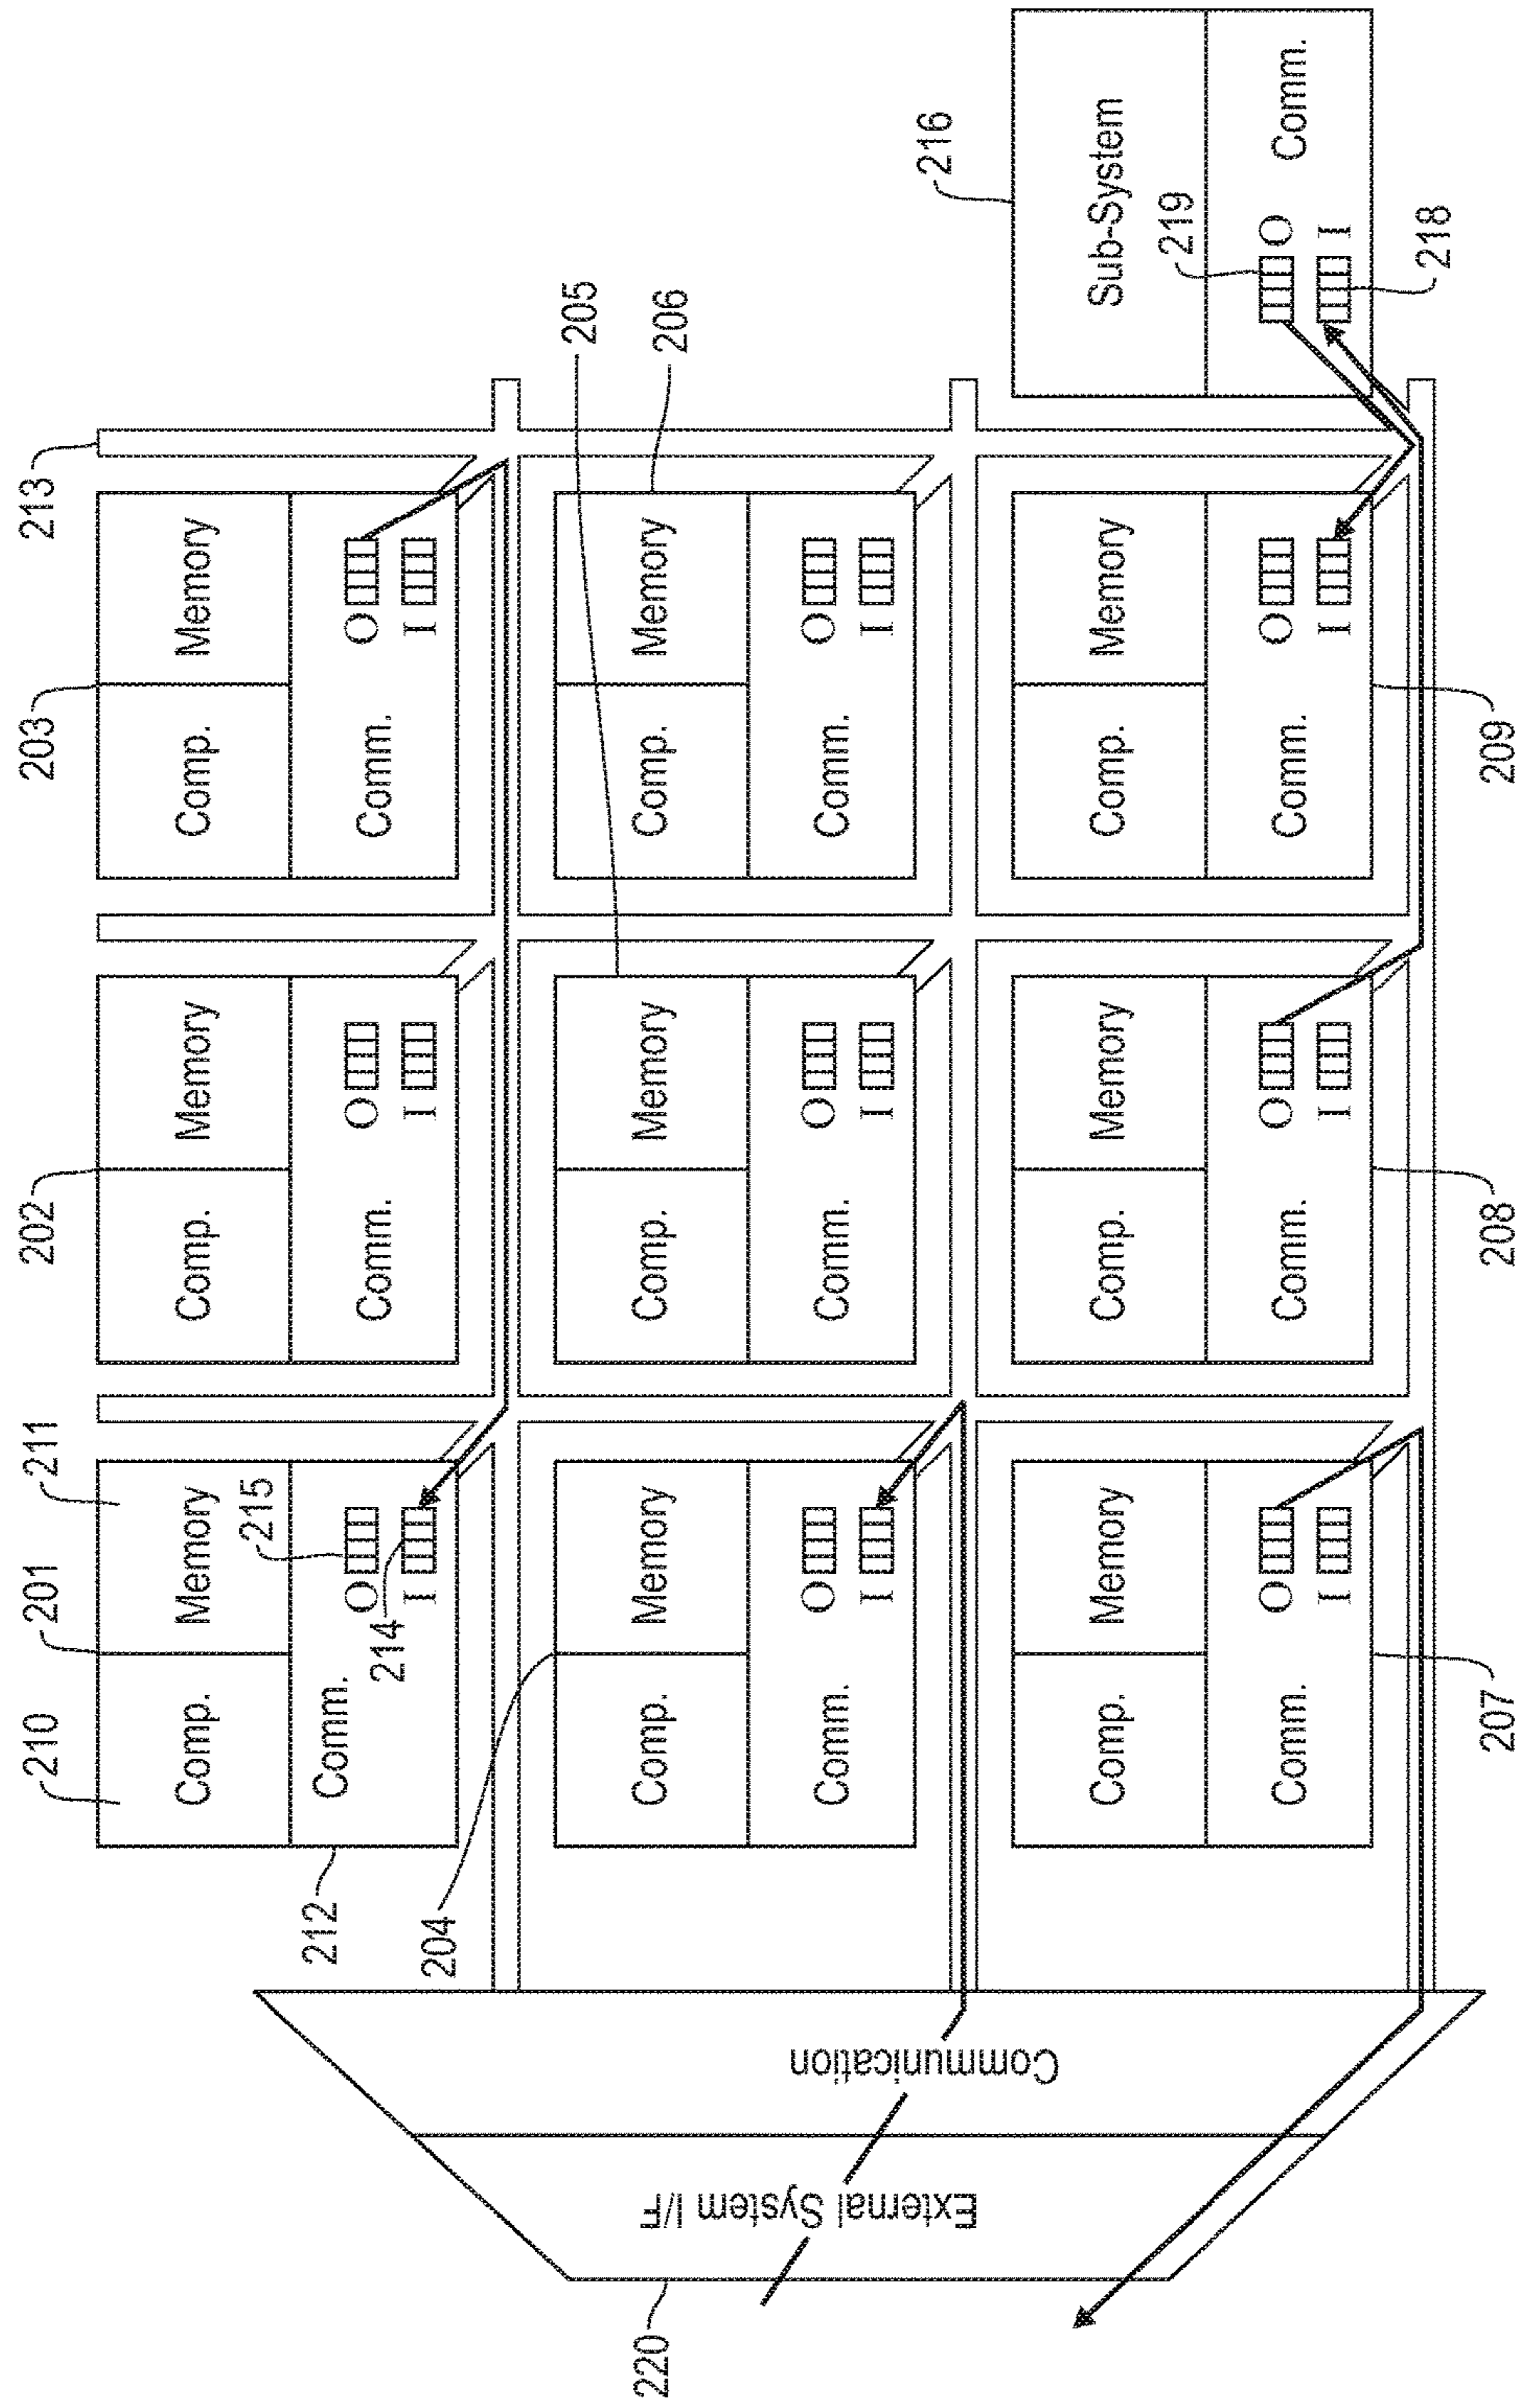 210 201 211 202 203 213
Comp. Memory Comp. Memory Comp. Memory
215
212 Comm. O Comm. O Comm. O
214
I I I
204
205
220
Comp. Memory Comp. Memory Comp. Memory 206
External System I/F
Communication
Comm. O Comm. O Comm. O
I I I
216
Comp. Memory Comp. Memory Comp. Memory Sub-System
219
Comm. O Comm. O Comm. O O Comm.
I I I I
218
207 208 209